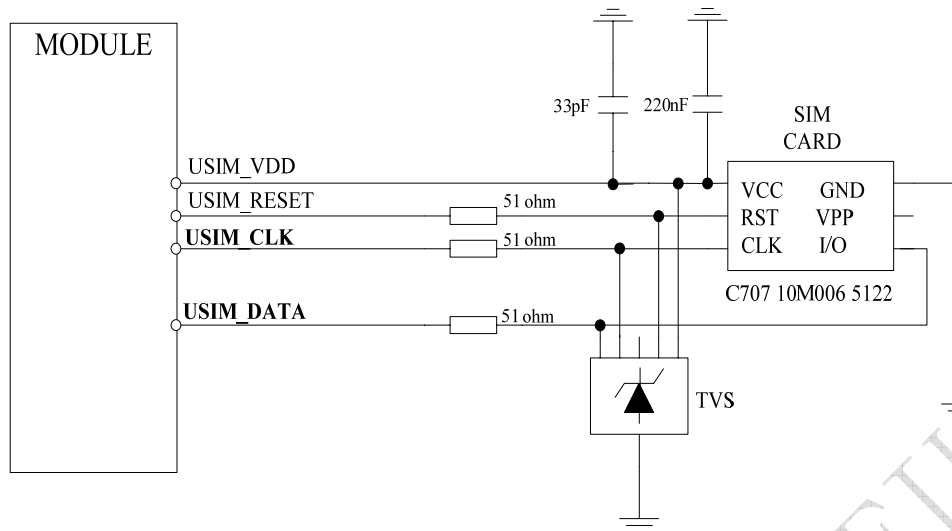 MODULE
33pF
220nF
SIM
CARD
USIM_VDD
USIM_RESET
51 ohm
USIM_CLK
51 ohm
USIM_DATA
51 ohm
VCC GND
RST VPP
CLK I/O
C707 10M006 5122
TVS